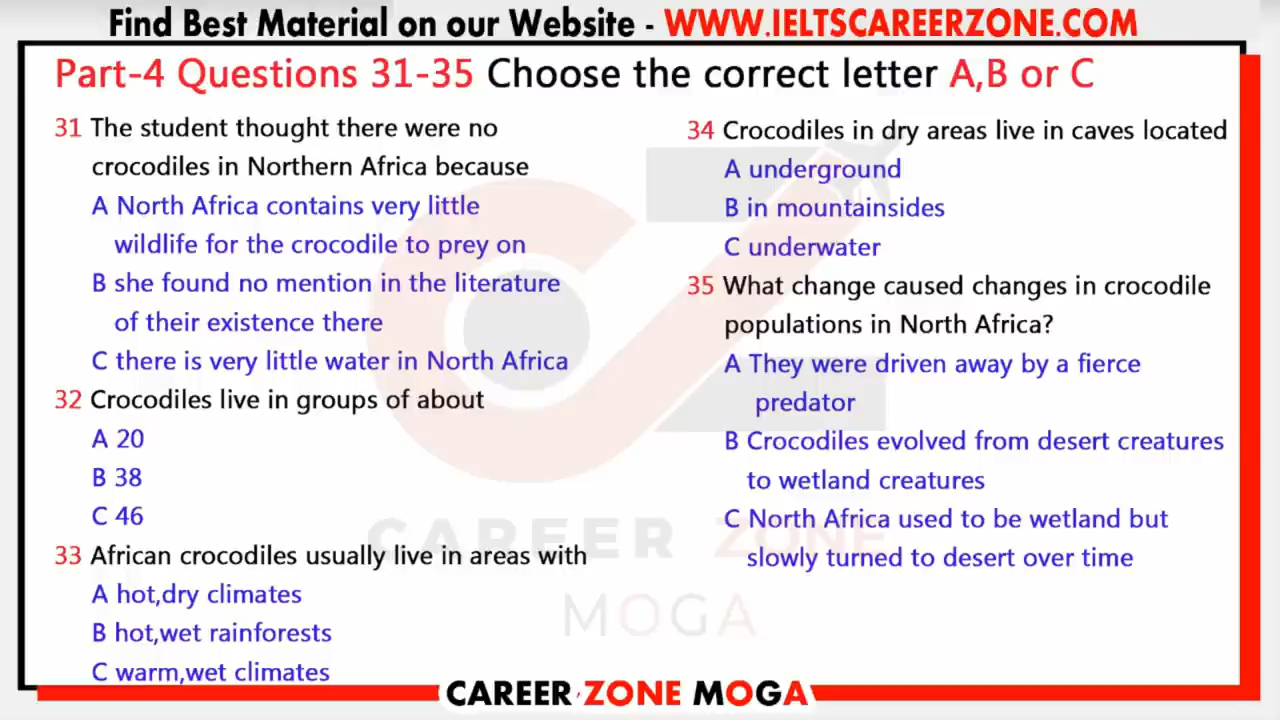 Find Best Material on our Website - WWW.IELTSCAREERZONE.COM
Part-4 Questions 31-35 Choose the correct letter A,B or C
31 The student thought there were no
crocodiles in Northern Africa because
A North Africa contains very little
wildlife for the crocodile to prey on
B she found no mention in the literature
of their existence there
C there is very little water in North Africa
32 Crocodiles live in groups of about
A 20
B 38
C 46
33 African crocodiles usually live in areas with
A hot,dry climates
B hot,wet rainforests
C warm,wet climates
34 Crocodiles in dry areas live in caves located
A underground
B in mountainsides
C underwater
35 What change caused changes in crocodile
populations in North Africa?
A They were driven away by a fierce
predator
B Crocodiles evolved from desert creatures
to wetland creatures
C North Africa used to be wetland but
slowly turned to desert over time
CAREER ZONE
MOGA
CAREER ZONE MOGA